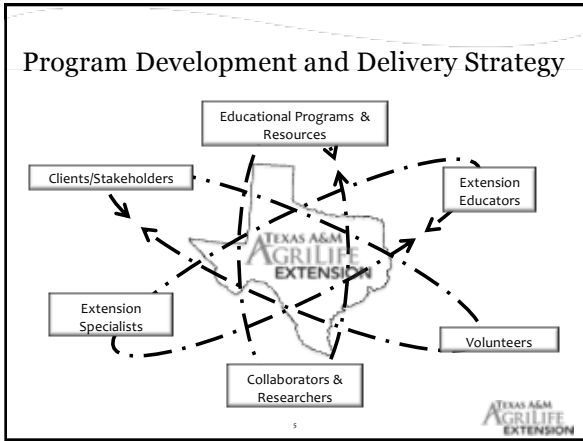 Program Development and Delivery Strategy
Educational Programs &
Resources
Clients/Stakeholders
Extension
Educators
TEXAS A&M
AGRILIFE
EXTENSION
Extension
Specialists
Volunteers
Collaborators &
Researchers
5
TEXAS A&M
AGRILIFE
EXTENSION